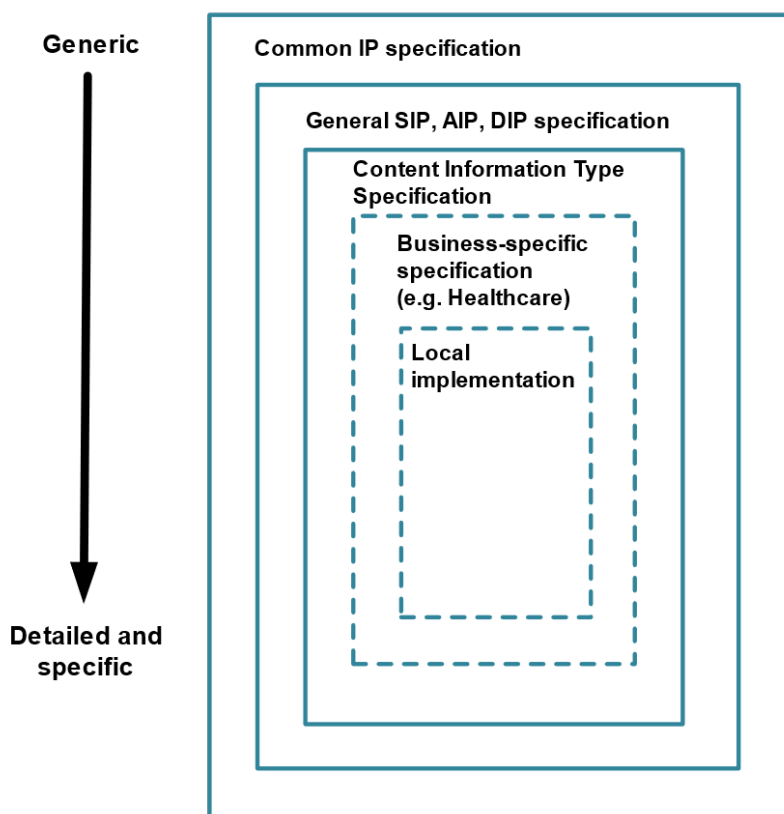 Generic
Common IP specification
General SIP, AIP, DIP specification
Content Information Type
Specification
Business-specific
specification
(e.g. Healthcare)
Local
implementation
Detailed and
specific